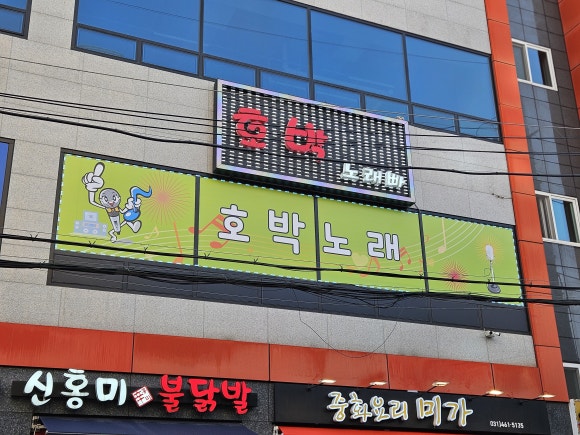 호박
노래빠
호박노래
신홍미 불닭발
중화요리 미가
031)461-5135